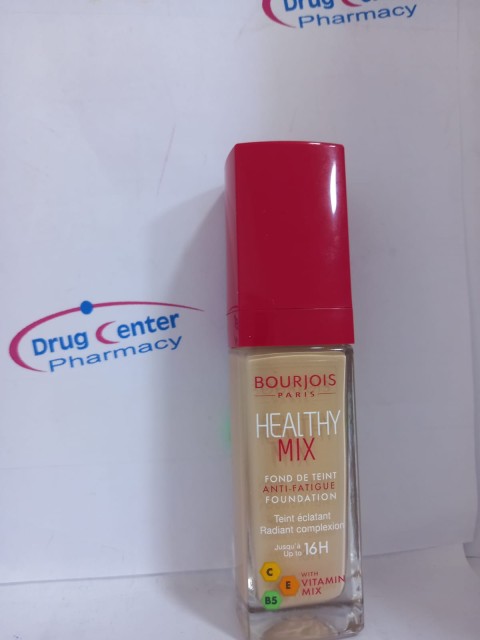 Drug Center
Pharmacy
Drug Center
Pharmacy
BOURJOIS
PARIS
HEALTHY
MIX
FOND DE TEINT
ANTI-FATIGUE
FOUNDATION
Teint éclatant
Radiant complexion
Jusqu'à
Up to 16H
C
E
B5
WITH
VITAMIN
MIX